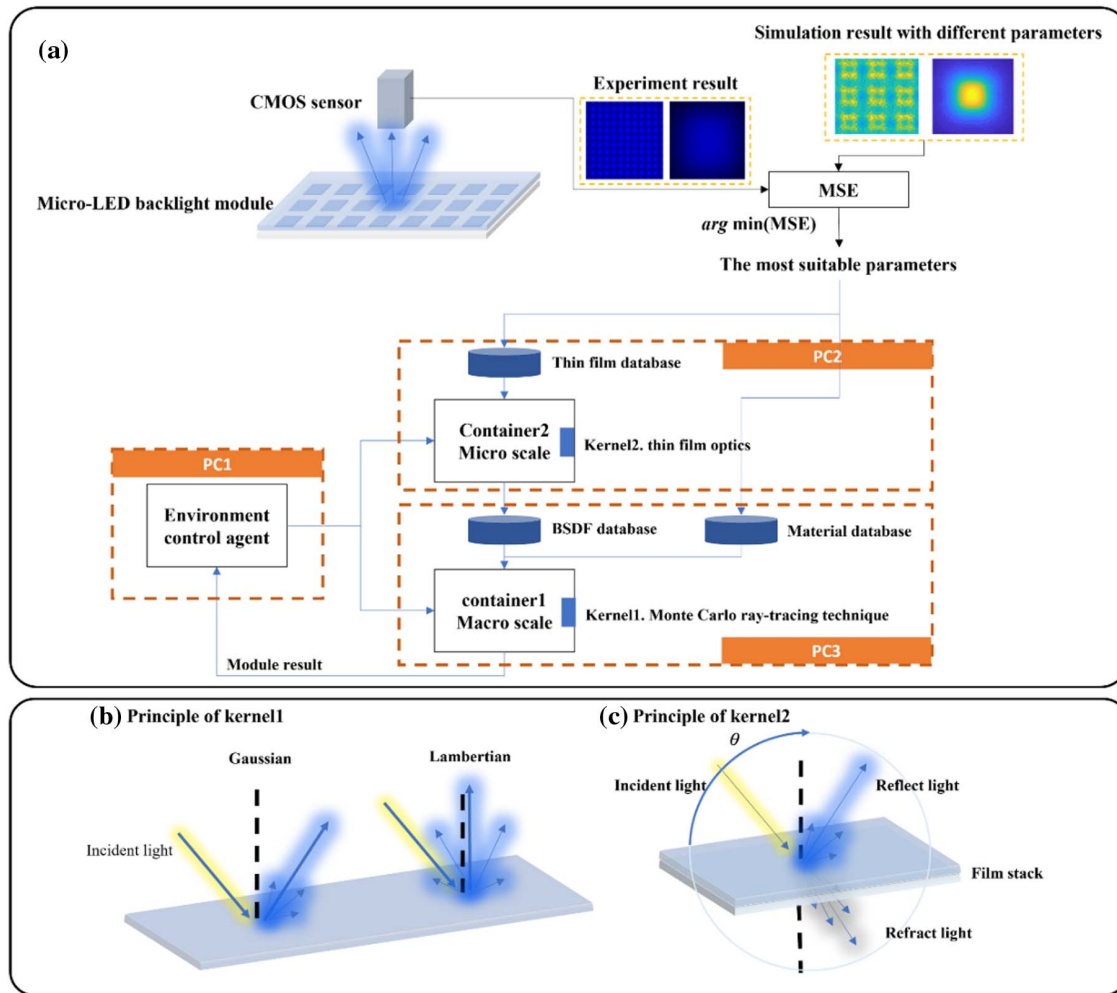 (a)
Simulation result with different parameters
Experiment result
CMOS sensor
Micro-LED backlight module
MSE
arg min(MSE)
The most suitable parameters
PC2
Thin film database
Container2
Micro scale
Kernel2. thin film optics
PC1
Environment
control agent
BSDF database
Material database
container1
Macro scale
Kernel1. Monte Carlo ray-tracing technique
PC3
Module result
(b) Principle of kernel1
Gaussian
Lambertian
Incident light
(c) Principle of kernel2
θ
Incident light
Reflect light
Film stack
Refract light